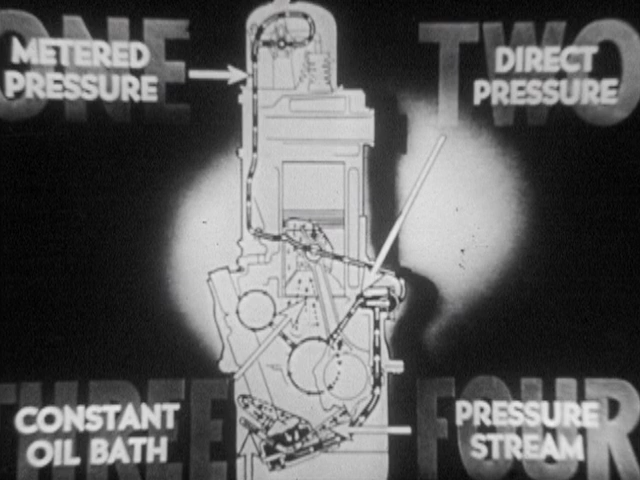 ONE
METERED
PRESSURE
TWO
DIRECT
PRESSURE
THREE
CONSTANT
OIL BATH
FOUR
PRESSURE
STREAM